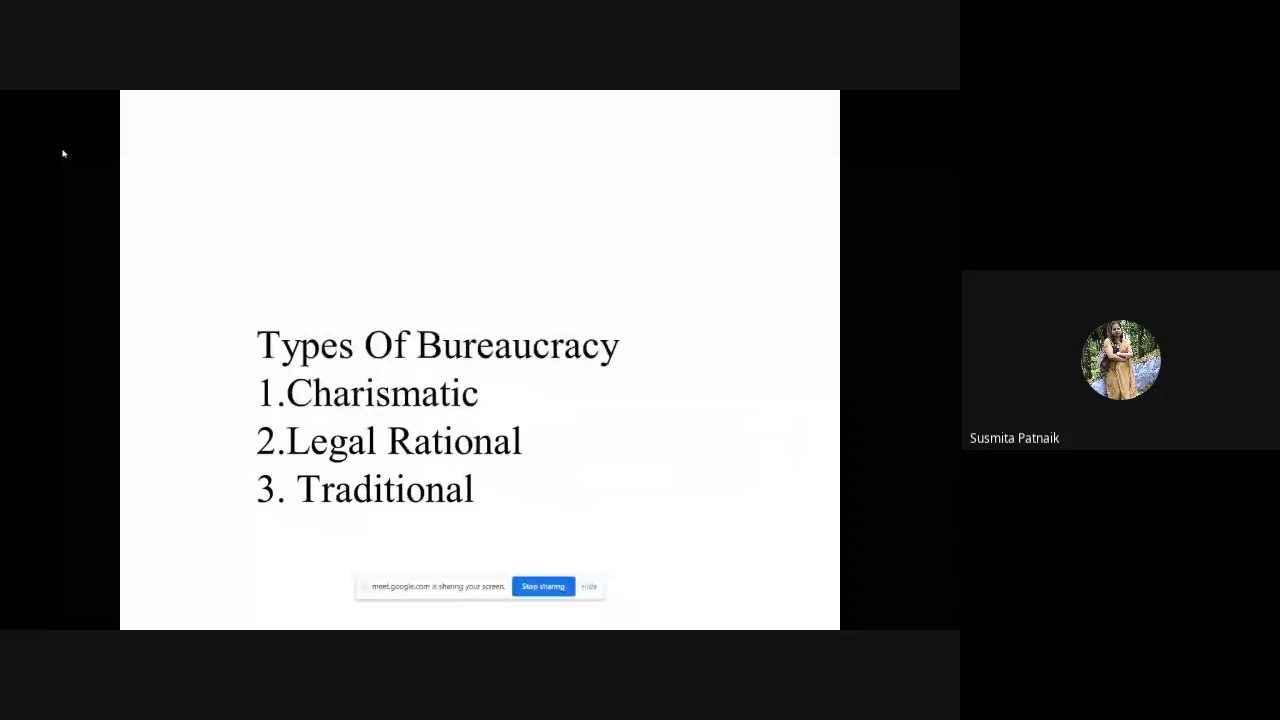 Types Of Bureaucracy
1.Charismatic
2.Legal Rational
3. Traditional
meet.google.com is sharing your screen. Stop sharing Hide
Susmita Patnaik